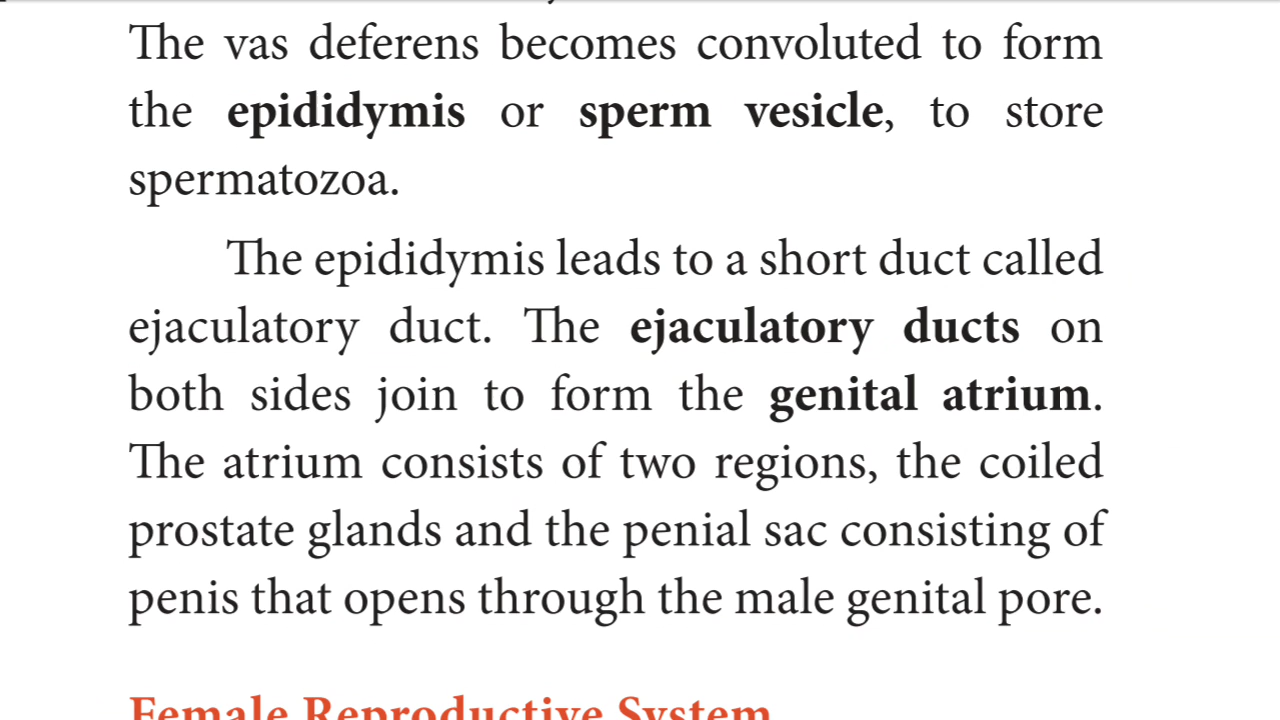 The vas deferens becomes convoluted to form
the epididymis or sperm vesicle, to store
spermatozoa.
The epididymis leads to a short duct called
ejaculatory duct. The ejaculatory ducts on
both sides join to form the genital atrium.
The atrium consists of two regions, the coiled
prostate glands and the penial sac consisting of
penis that opens through the male genital pore.
Female Reproductive System